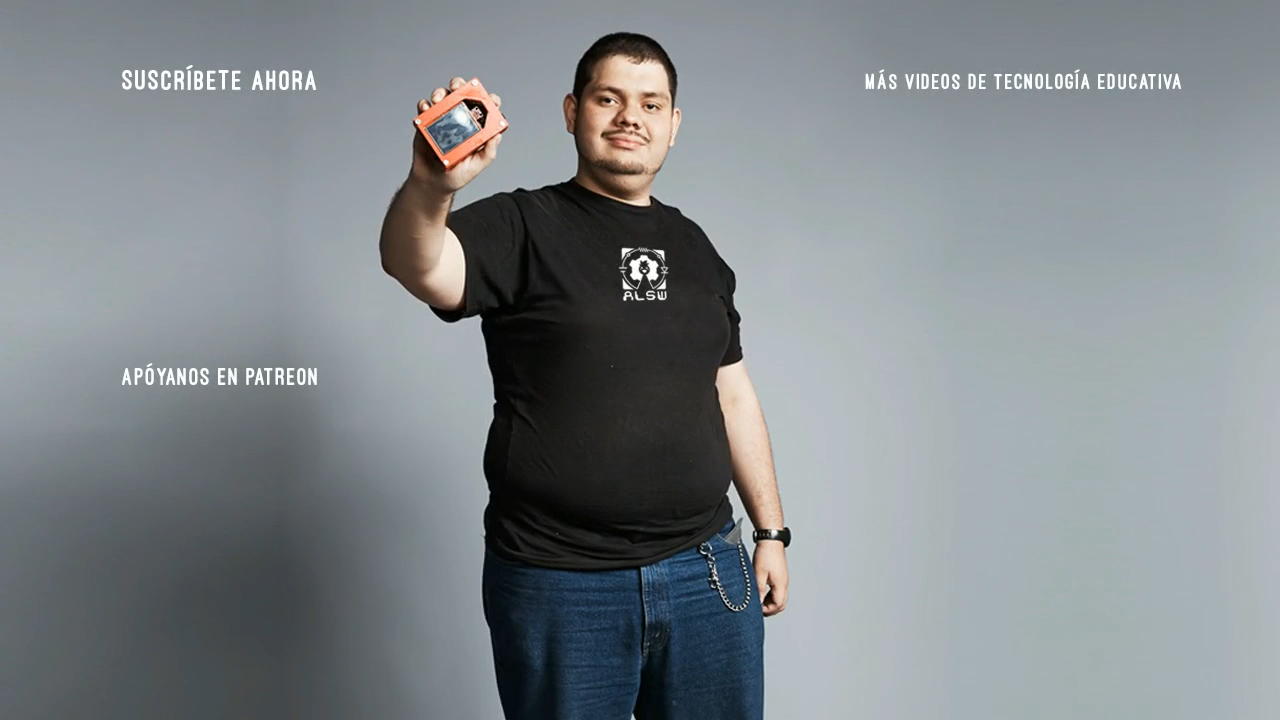 SUSCRÍBETE AHORA
MÁS VIDEOS DE TECNOLOGÍA EDUCATIVA
ALSW
APÓYANOS EN PATREON